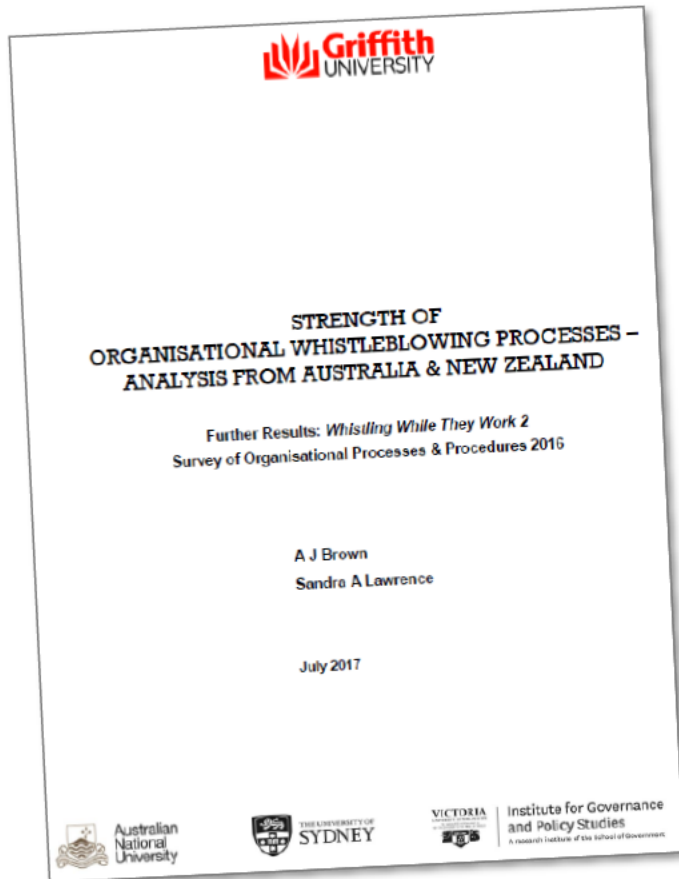 Griffith
UNIVERSITY
STRENGTH OF
ORGANISATIONAL WHISTLEBLOWING PROCESSES –
ANALYSIS FROM AUSTRALIA & NEW ZEALAND
Further Results: Whistling While They Work 2
Survey of Organisational Processes & Procedures 2016
A J Brown
Sandra A Lawrence
July 2017
Australian
National
University
THE UNIVERSITY OF
SYDNEY
VICTORIA
Institute for Governance
and Policy Studies
A research institute of the School of Government